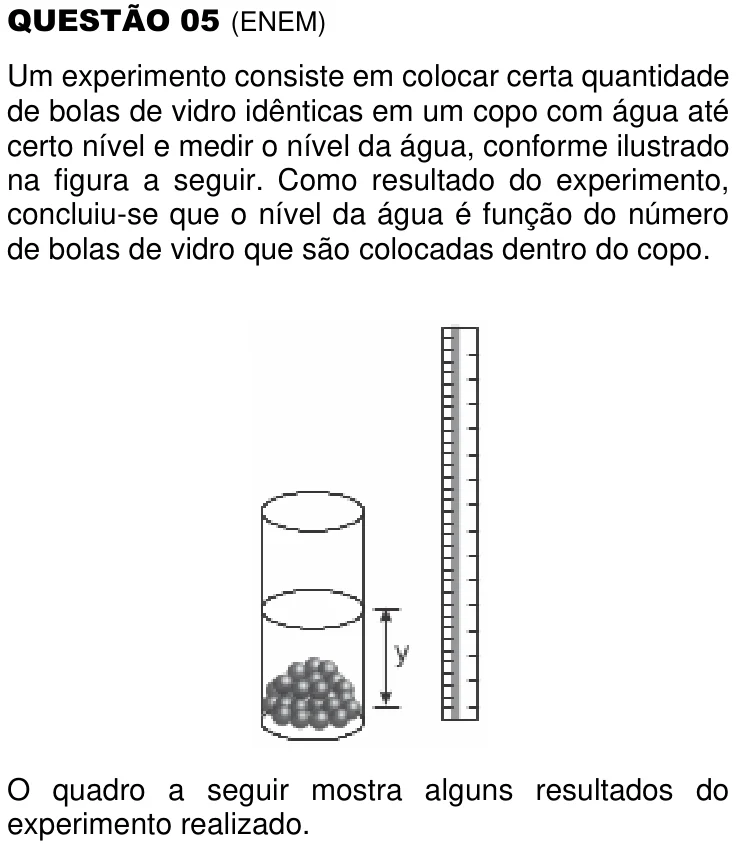 QUESTÃO 05 (ENEM)
Um experimento consiste em colocar certa quantidade
de bolas de vidro idênticas em um copo com água até
certo nível e medir o nível da água, conforme ilustrado
na figura a seguir. Como resultado do experimento,
concluiu-se que o nível da água é função do número
de bolas de vidro que são colocadas dentro do copo.
y
O quadro a seguir mostra alguns resultados do
experimento realizado.